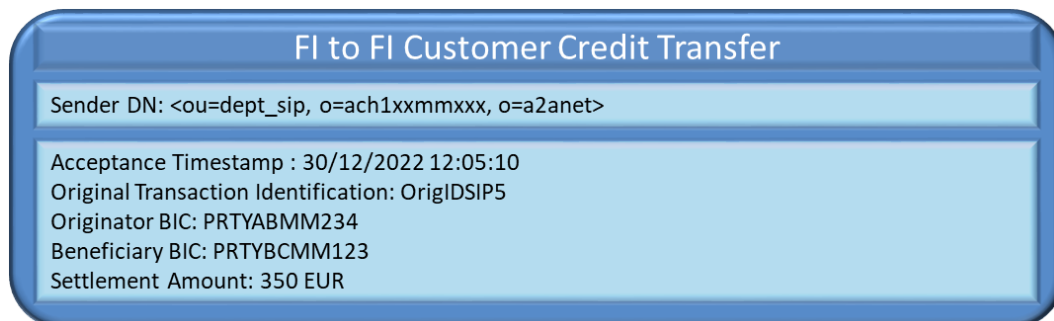 FI to FI Customer Credit Transfer
Sender DN: <ou=dept_sip, o=ach1xxmmxxx, o=a2anet>
Acceptance Timestamp : 30/12/2022 12:05:10
Original Transaction Identification: OrigIDSIP5
Originator BIC: PRTYABMM234
Beneficiary BIC: PRTYBCMM123
Settlement Amount: 350 EUR